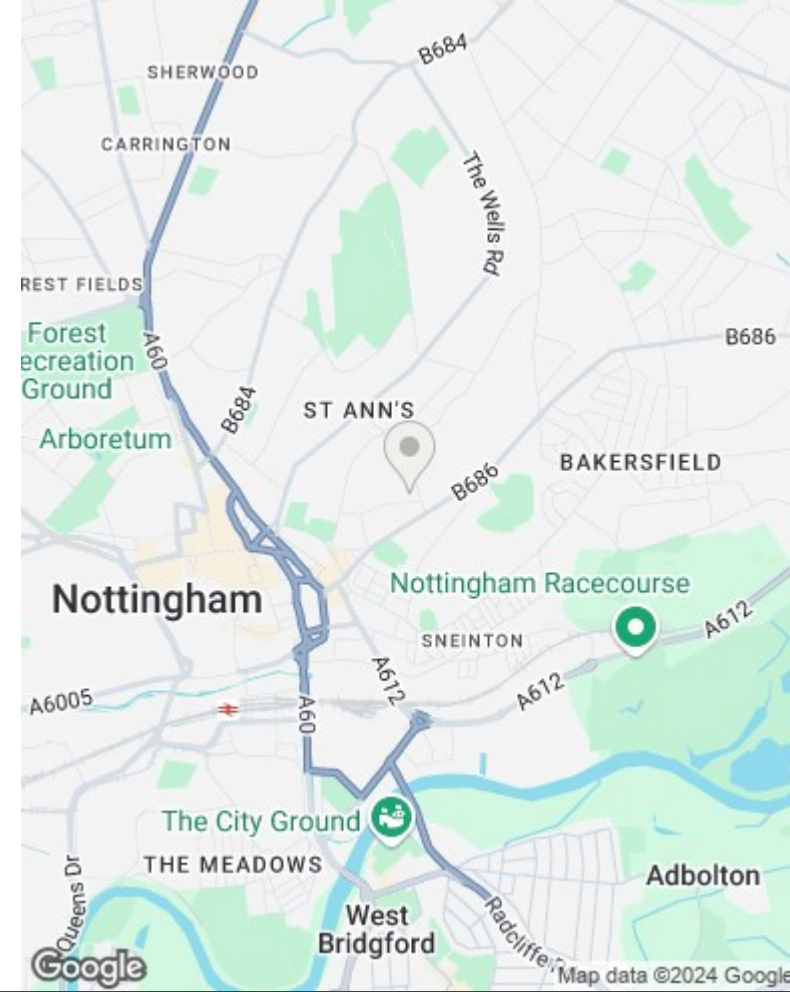 B684
SHERWOOD
CARRINGTON
The Wells Rd
REST FIELDS
Forest
ecreation
Ground
A60
B686
B684
ST ANN'S
Arboretum
B686
BAKERSFIELD
Nottingham
Nottingham Racecourse
SNEINTON
A612
A612
A612
A6005
A60
The City Ground
THE MEADOWS
Queens Dr
Adbolton
West
Bridgford
Radcliffe
Google
Map data ©2024 Google